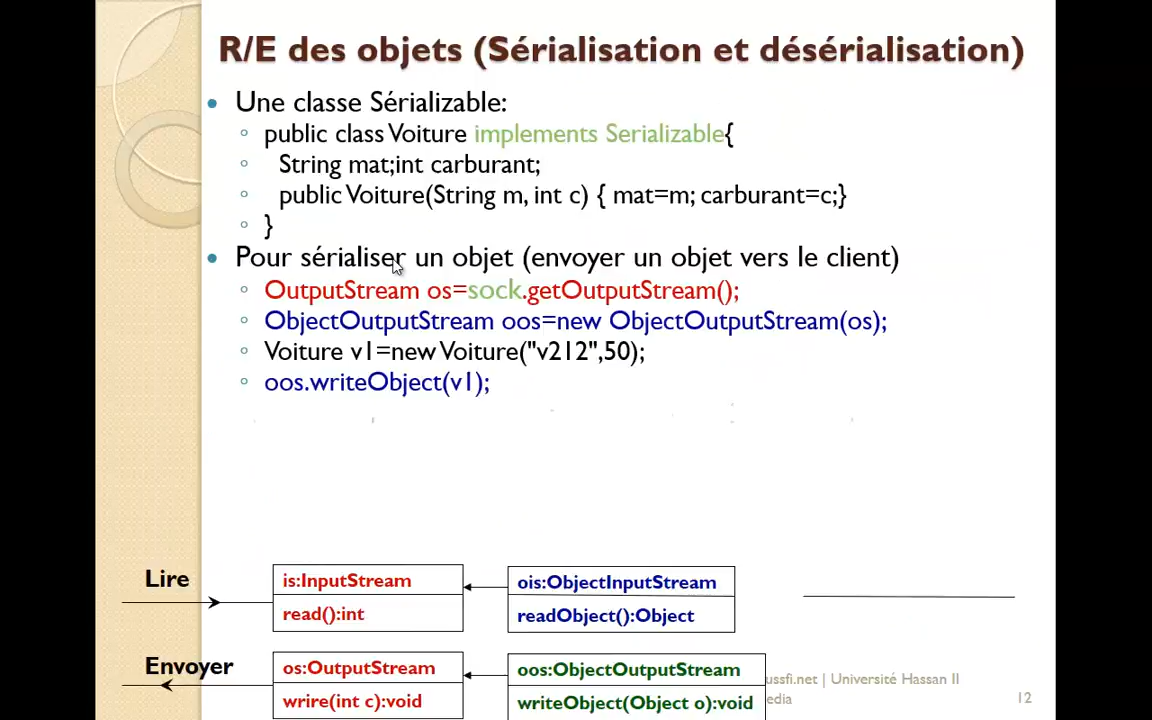 R/E des objets (Sérialisation et désérialisation)
Une classe Sérializable:
public class Voiture implements Serializable{
String mat;int carburant;
public Voiture(String m, int c) { mat=m; carburant=c;}
}
Pour sérialiser un objet (envoyer un objet vers le client)
OutputStream os=sock.getOutputStream();
ObjectOutputStream oos=new ObjectOutputStream(os);
Voiture v1=new Voiture("v212",50);
oos.writeObject(v1);
Lire
is:InputStream
read():int
ois:ObjectInputStream
readObject():Object
Envoyer
os:OutputStream
wrire(int c):void
oos:ObjectOutputStream
writeObject(Object o):void
ussfi.net | Université Hassan II
edia
12